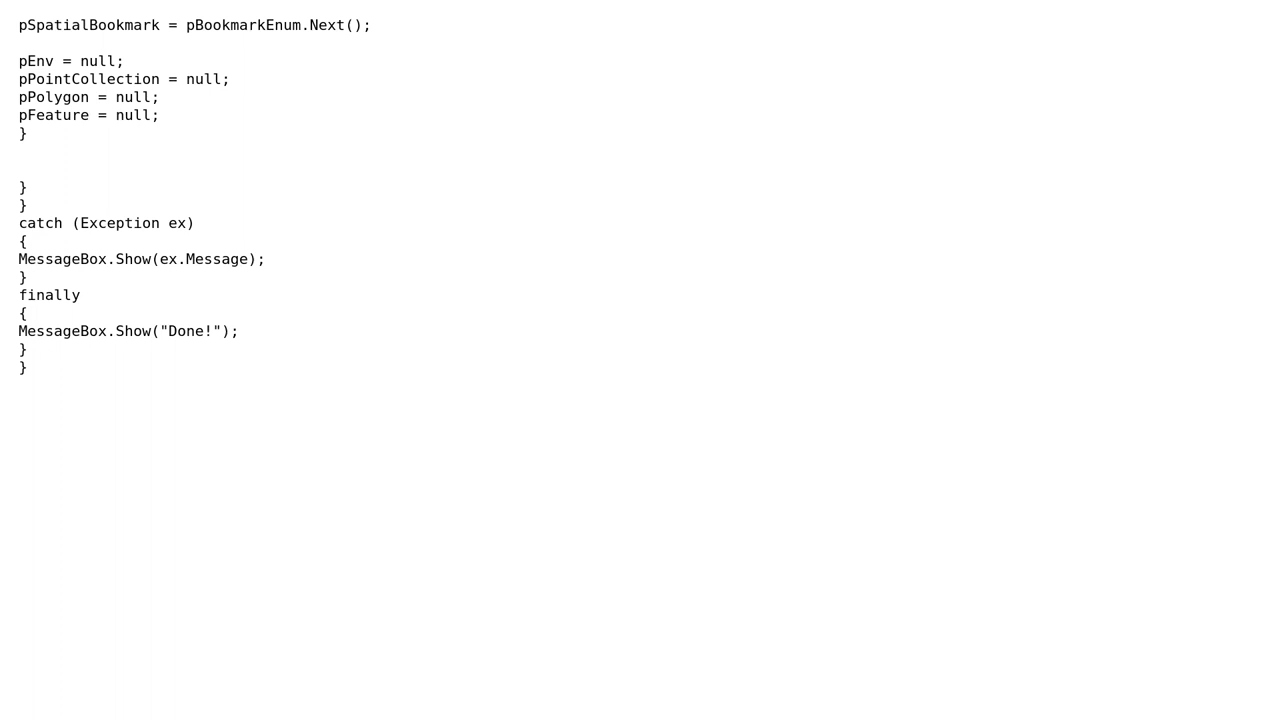 pSpatialBookmark = pBookmarkEnum.Next();
pEnv = null;
pPointCollection = null;
pPolygon = null;
pFeature = null;
}
}
}
catch (Exception ex)
{
MessageBox.Show(ex.Message);
}
finally
{
MessageBox.Show("Done!");
}
}